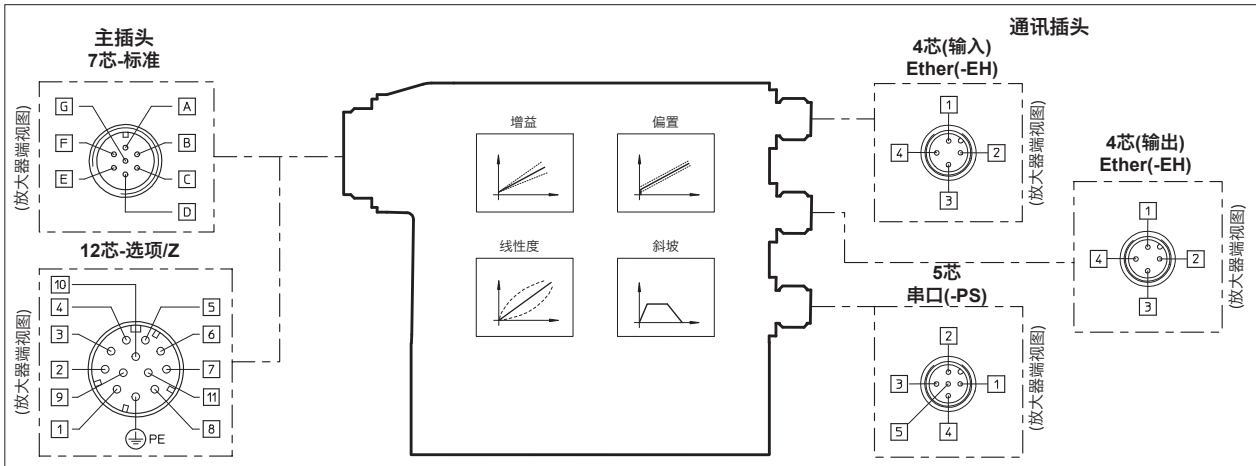 主插头
7芯-标准
(放大器端视图)
G
A
F
B
E
C
D
12芯-选项/Z
(放大器端视图)
10
4
5
3
6
2
7
9
11
1
8
PE
增益
偏置
线性度
斜坡
通讯插头
4芯(输入)
Ether(-EH)
(放大器端视图)
1
4
2
3
4芯(输出)
Ether(-EH)
(放大器端视图)
1
4
2
3
5芯
串口(-PS)
(放大器端视图)
2
3
1
5
4